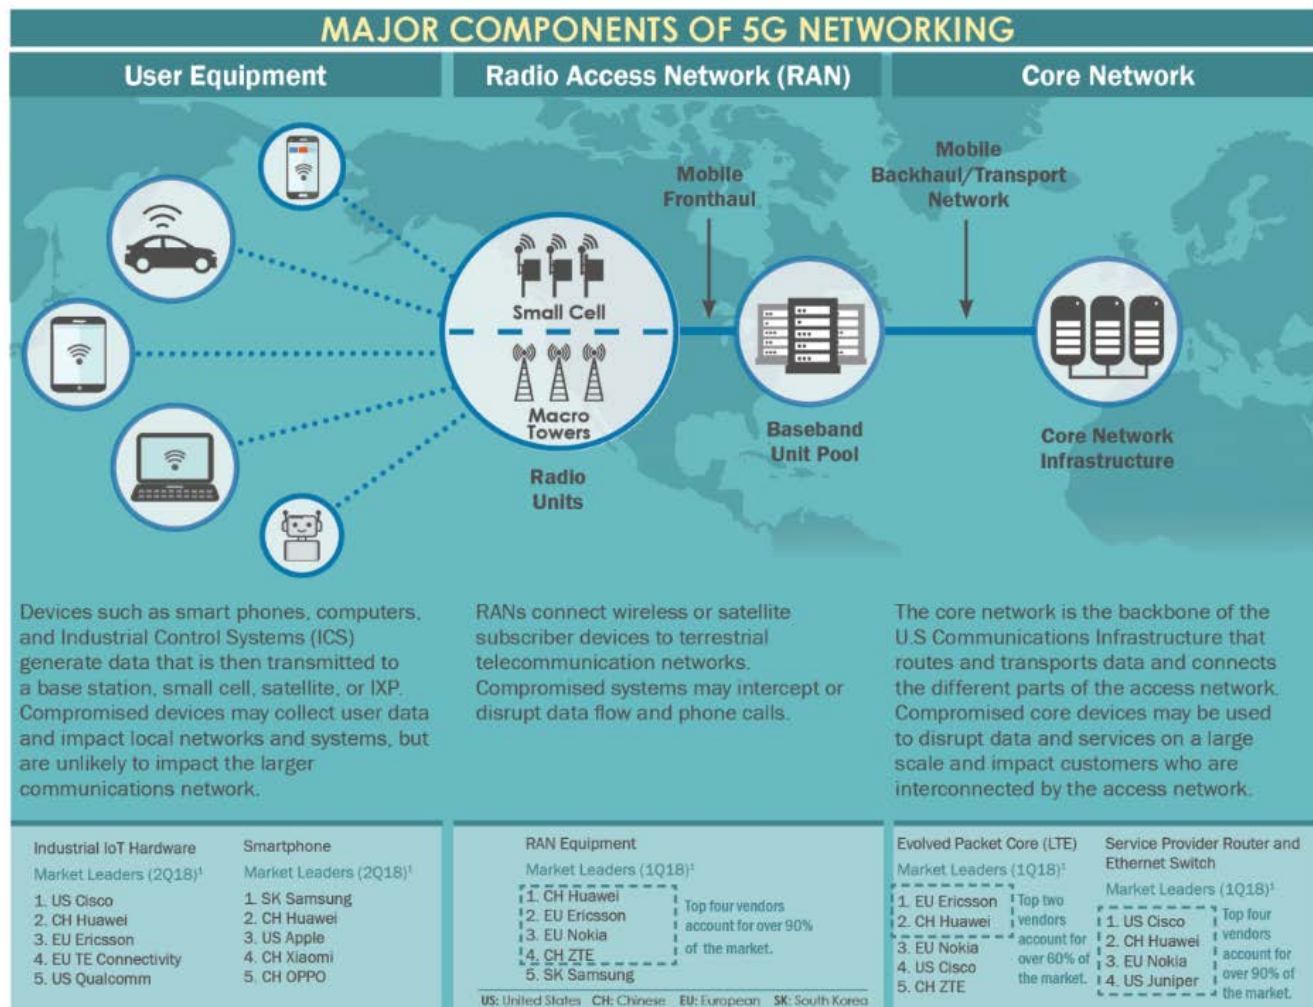 MAJOR COMPONENTS OF 5G NETWORKING
User Equipment
Radio Access Network (RAN)
Core Network
Small Cell
Macro
Towers
Radio
Units
Mobile
Fronthaul
Baseband
Unit Pool
Mobile
Backhaul/Transport
Network
Core Network
Infrastructure
Devices such as smart phones, computers,
and Industrial Control Systems (ICS)
generate data that is then transmitted to
a base station, small cell, satellite, or IXP.
Compromised devices may collect user data
and impact local networks and systems, but
are unlikely to impact the larger
communications network.
RANs connect wireless or satellite
subscriber devices to terrestrial
telecommunication networks.
Compromised systems may intercept or
disrupt data flow and phone calls.
The core network is the backbone of the
U.S Communications Infrastructure that
routes and transports data and connects
the different parts of the access network.
Compromised core devices may be used
to disrupt data and services on a large
scale and impact customers who are
interconnected by the access network.
Industrial IoT Hardware
Market Leaders (2Q18)¹
1. US Cisco
2. CH Huawei
3. EU Ericsson
4. EU TE Connectivity
5. US Qualcomm
Smartphone
Market Leaders (2Q18)¹
1. SK Samsung
2. CH Huawei
3. US Apple
4. CH Xiaomi
5. CH OPPO
RAN Equipment
Market Leaders (1Q18)¹
1. CH Huawei
2. EU Ericsson
3. EU Nokia
4. CH ZTE
5. SK Samsung
Top four vendors
account for over 90%
of the market.
US: United States CH: Chinese EU: European SK: South Korea
Evolved Packet Core (LTE)
Market Leaders (1Q18)¹
1. EU Ericsson
2. CH Huawei
3. EU Nokia
4. US Cisco
5. CH ZTE
Top two
vendors
account for
over 60% of
the market.
Service Provider Router and
Ethernet Switch
Market Leaders (1Q18)¹
1. US Cisco
2. CH Huawei
3. EU Nokia
4. US Juniper
Top four
vendors
account for
over 90% of
the market.